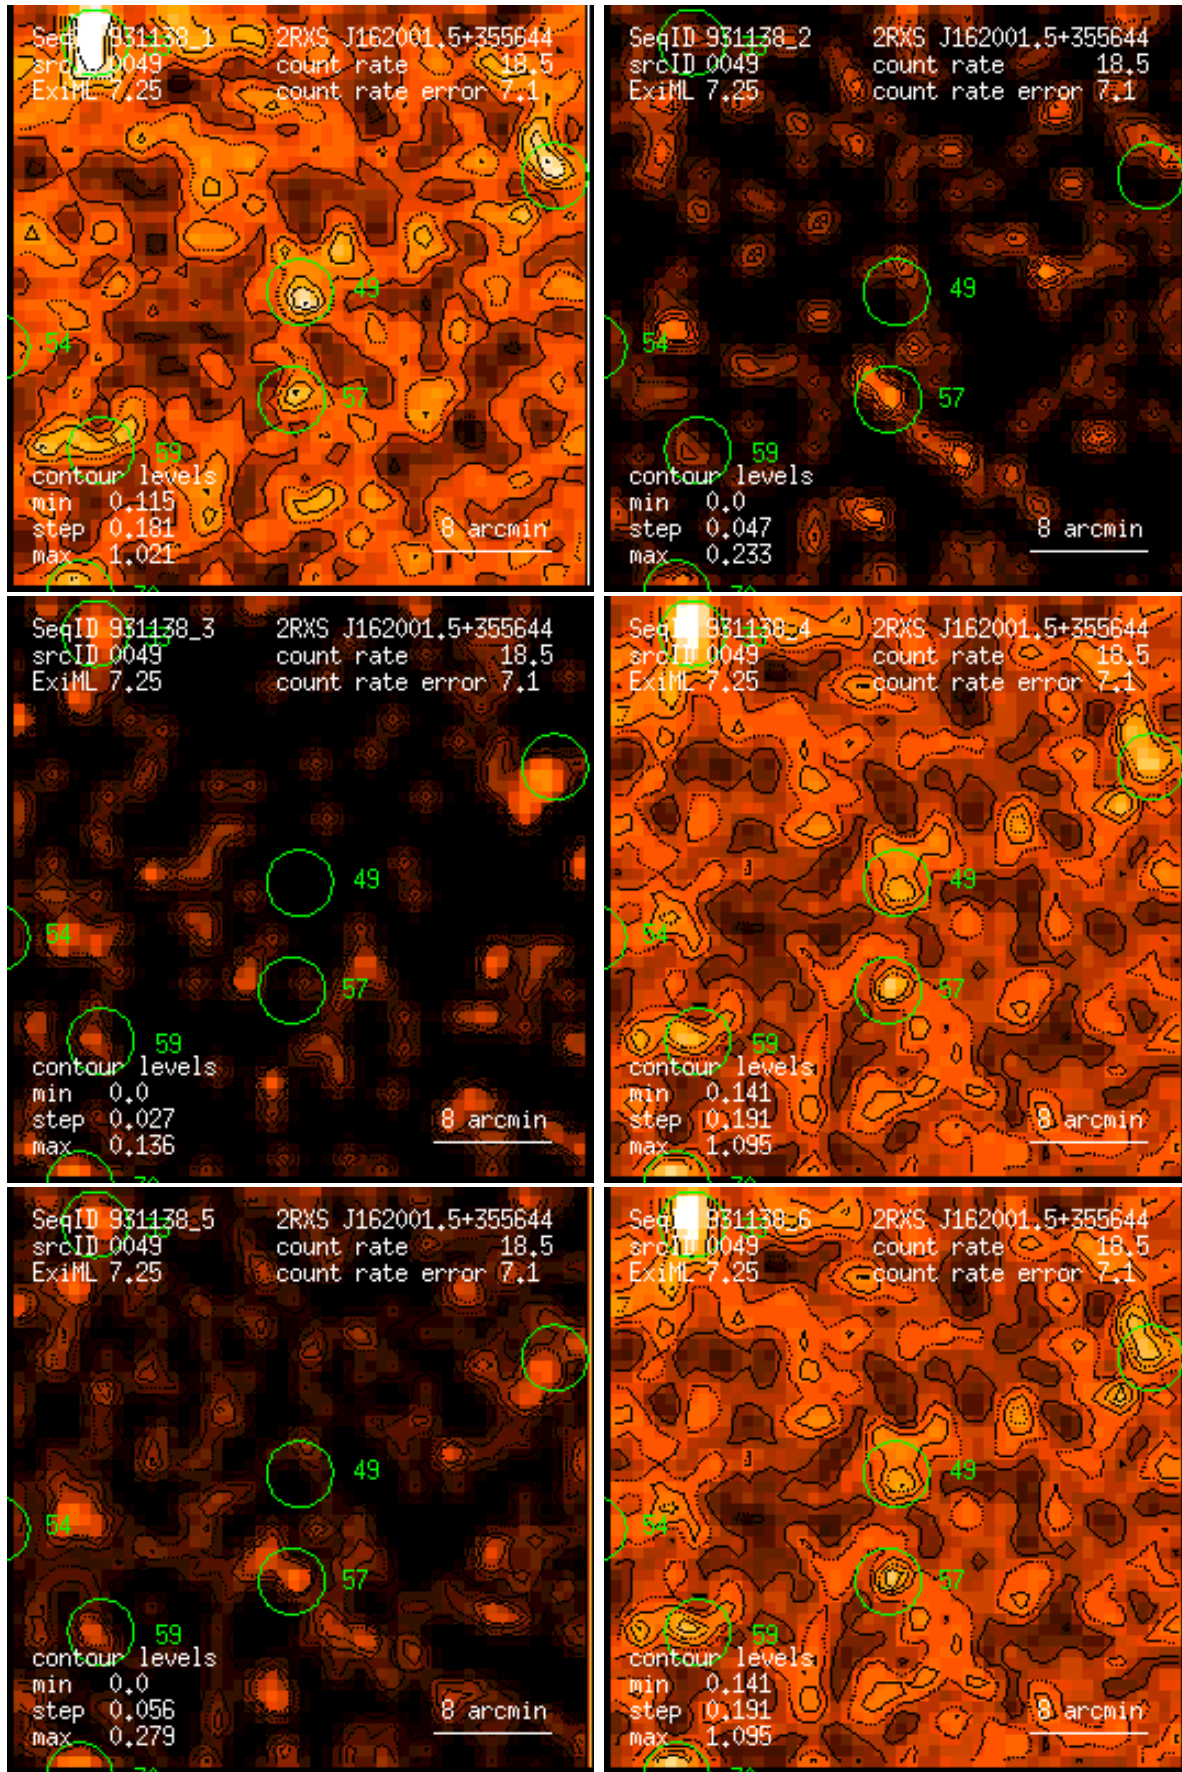 SeqID 931138_1 2RXS J162001.5+355644
srcID 0049 count rate 18.5
ExiML 7.25 count rate error 7.1
49
54
57
59
contour levels
min 0.115
step 0.181
max 1.021
8 arcmin
SeqID 931138_2 2RXS J162001.5+355644
srcID 0049 count rate 18.5
ExiML 7.25 count rate error 7.1
49
54
57
59
contour levels
min 0.0
step 0.047
max 0.233
8 arcmin
SeqID 931138_3 2RXS J162001.5+355644
srcID 0049 count rate 18.5
ExiML 7.25 count rate error 7.1
49
54
57
59
contour levels
min 0.0
step 0.027
max 0.136
8 arcmin
SeqID 931138_4 2RXS J162001.5+355644
srcID 0049 count rate 18.5
ExiML 7.25 count rate error 7.1
49
54
57
59
contour levels
min 0.141
step 0.191
max 1.095
8 arcmin
SeqID 931138_5 2RXS J162001.5+355644
srcID 0049 count rate 18.5
ExiML 7.25 count rate error 7.1
49
54
57
59
contour levels
min 0.0
step 0.056
max 0.279
8 arcmin
SeqID 931138_6 2RXS J162001.5+355644
srcID 0049 count rate 18.5
ExiML 7.25 count rate error 7.1
49
54
57
59
contour levels
min 0.141
step 0.191
max 1.095
8 arcmin